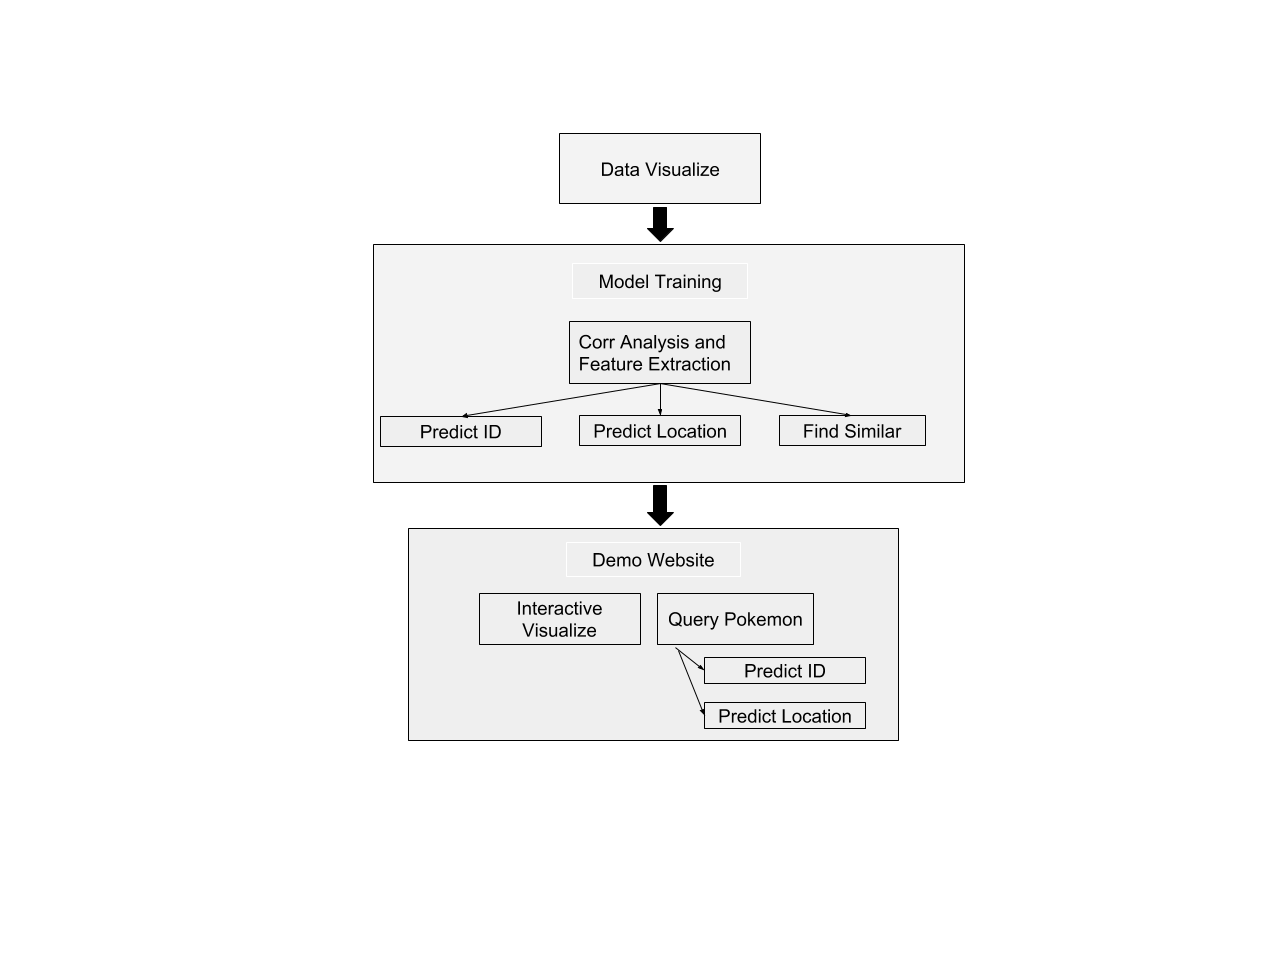 Data Visualize
Model Training
Corr Analysis and
Feature Extraction
Predict ID
Predict Location
Find Similar
Demo Website
Interactive
Visualize
Query Pokemon
Predict ID
Predict Location